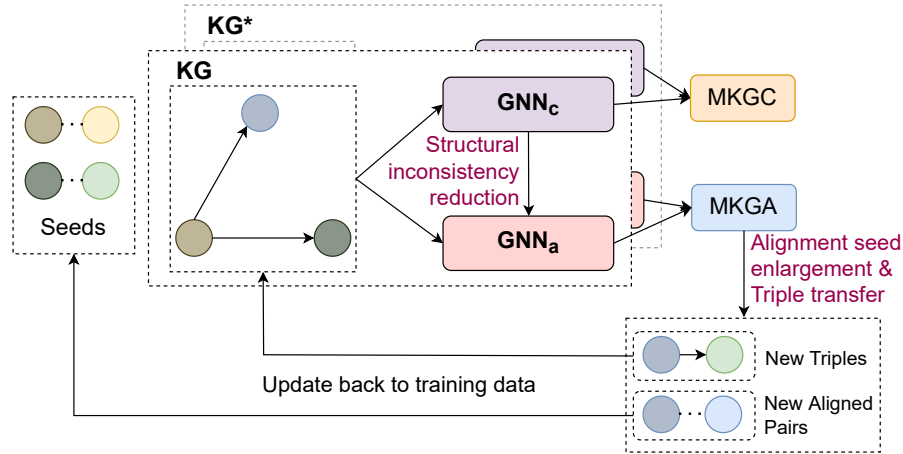 KG*
KG
GNNc
MKGC
Structural
inconsistency
reduction
Seeds
MKGA
GNNa
Alignment seed
enlargement &
Triple transfer
New Triples
Update back to training data
New Aligned
Pairs